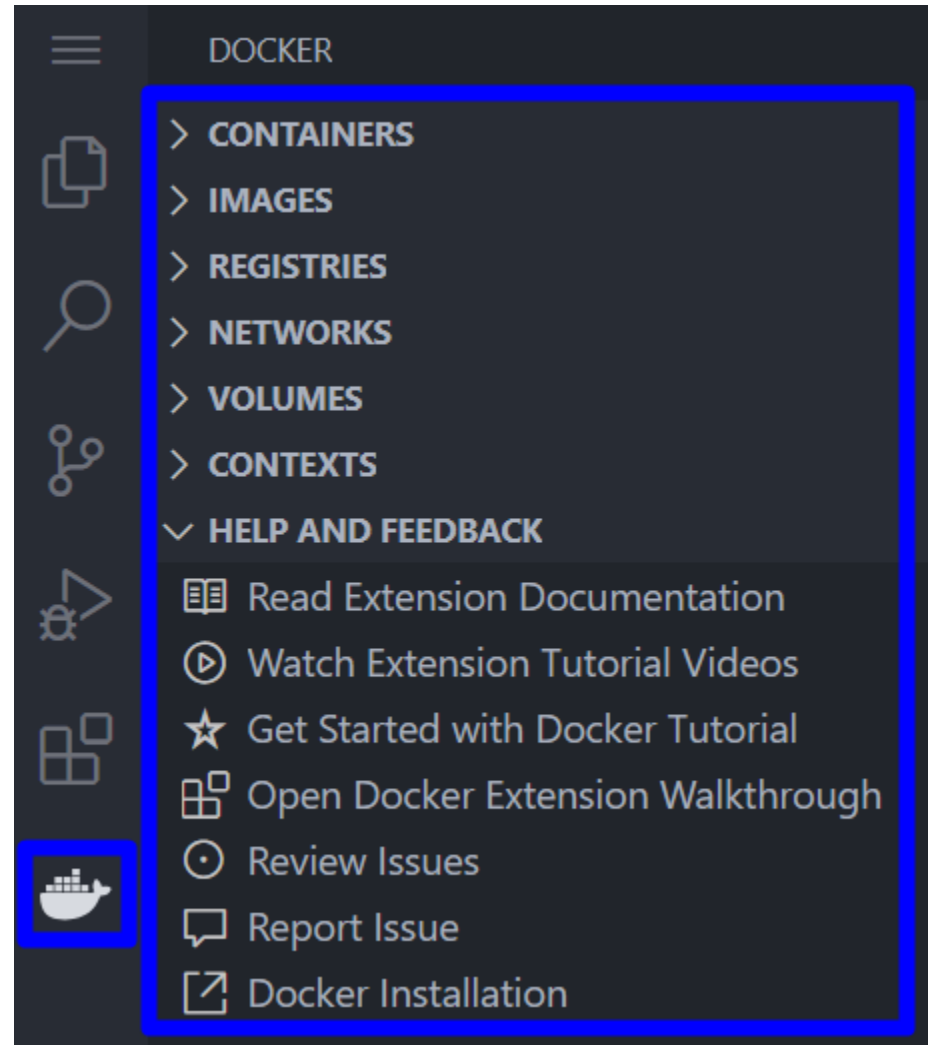 DOCKER
CONTAINERS
IMAGES
REGISTRIES
NETWORKS
VOLUMES
CONTEXTS
HELP AND FEEDBACK
Read Extension Documentation
Watch Extension Tutorial Videos
Get Started with Docker Tutorial
Open Docker Extension Walkthrough
Review Issues
Report Issue
Docker Installation